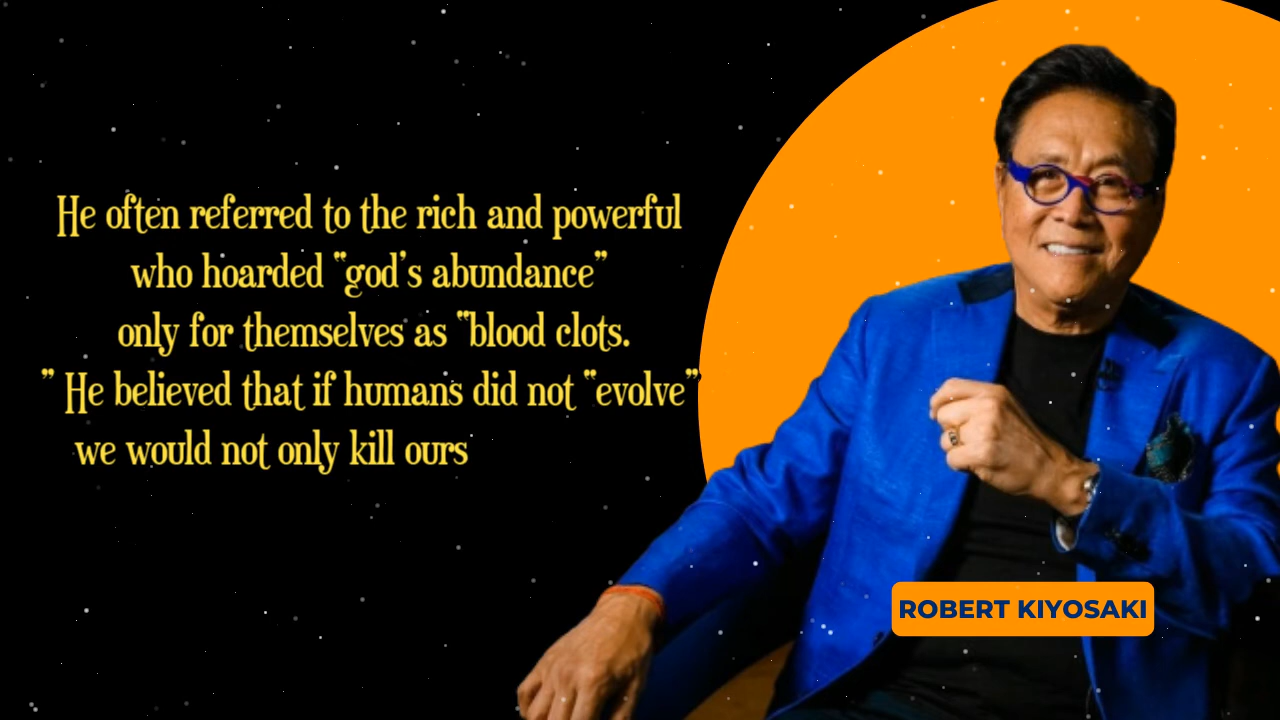 He often referred to the rich and powerful
who hoarded “god’s abundance”
only for themselves as “blood clots.
” He believed that if humans did not “evolve”
we would not only kill ours
ROBERT KIYOSAKI